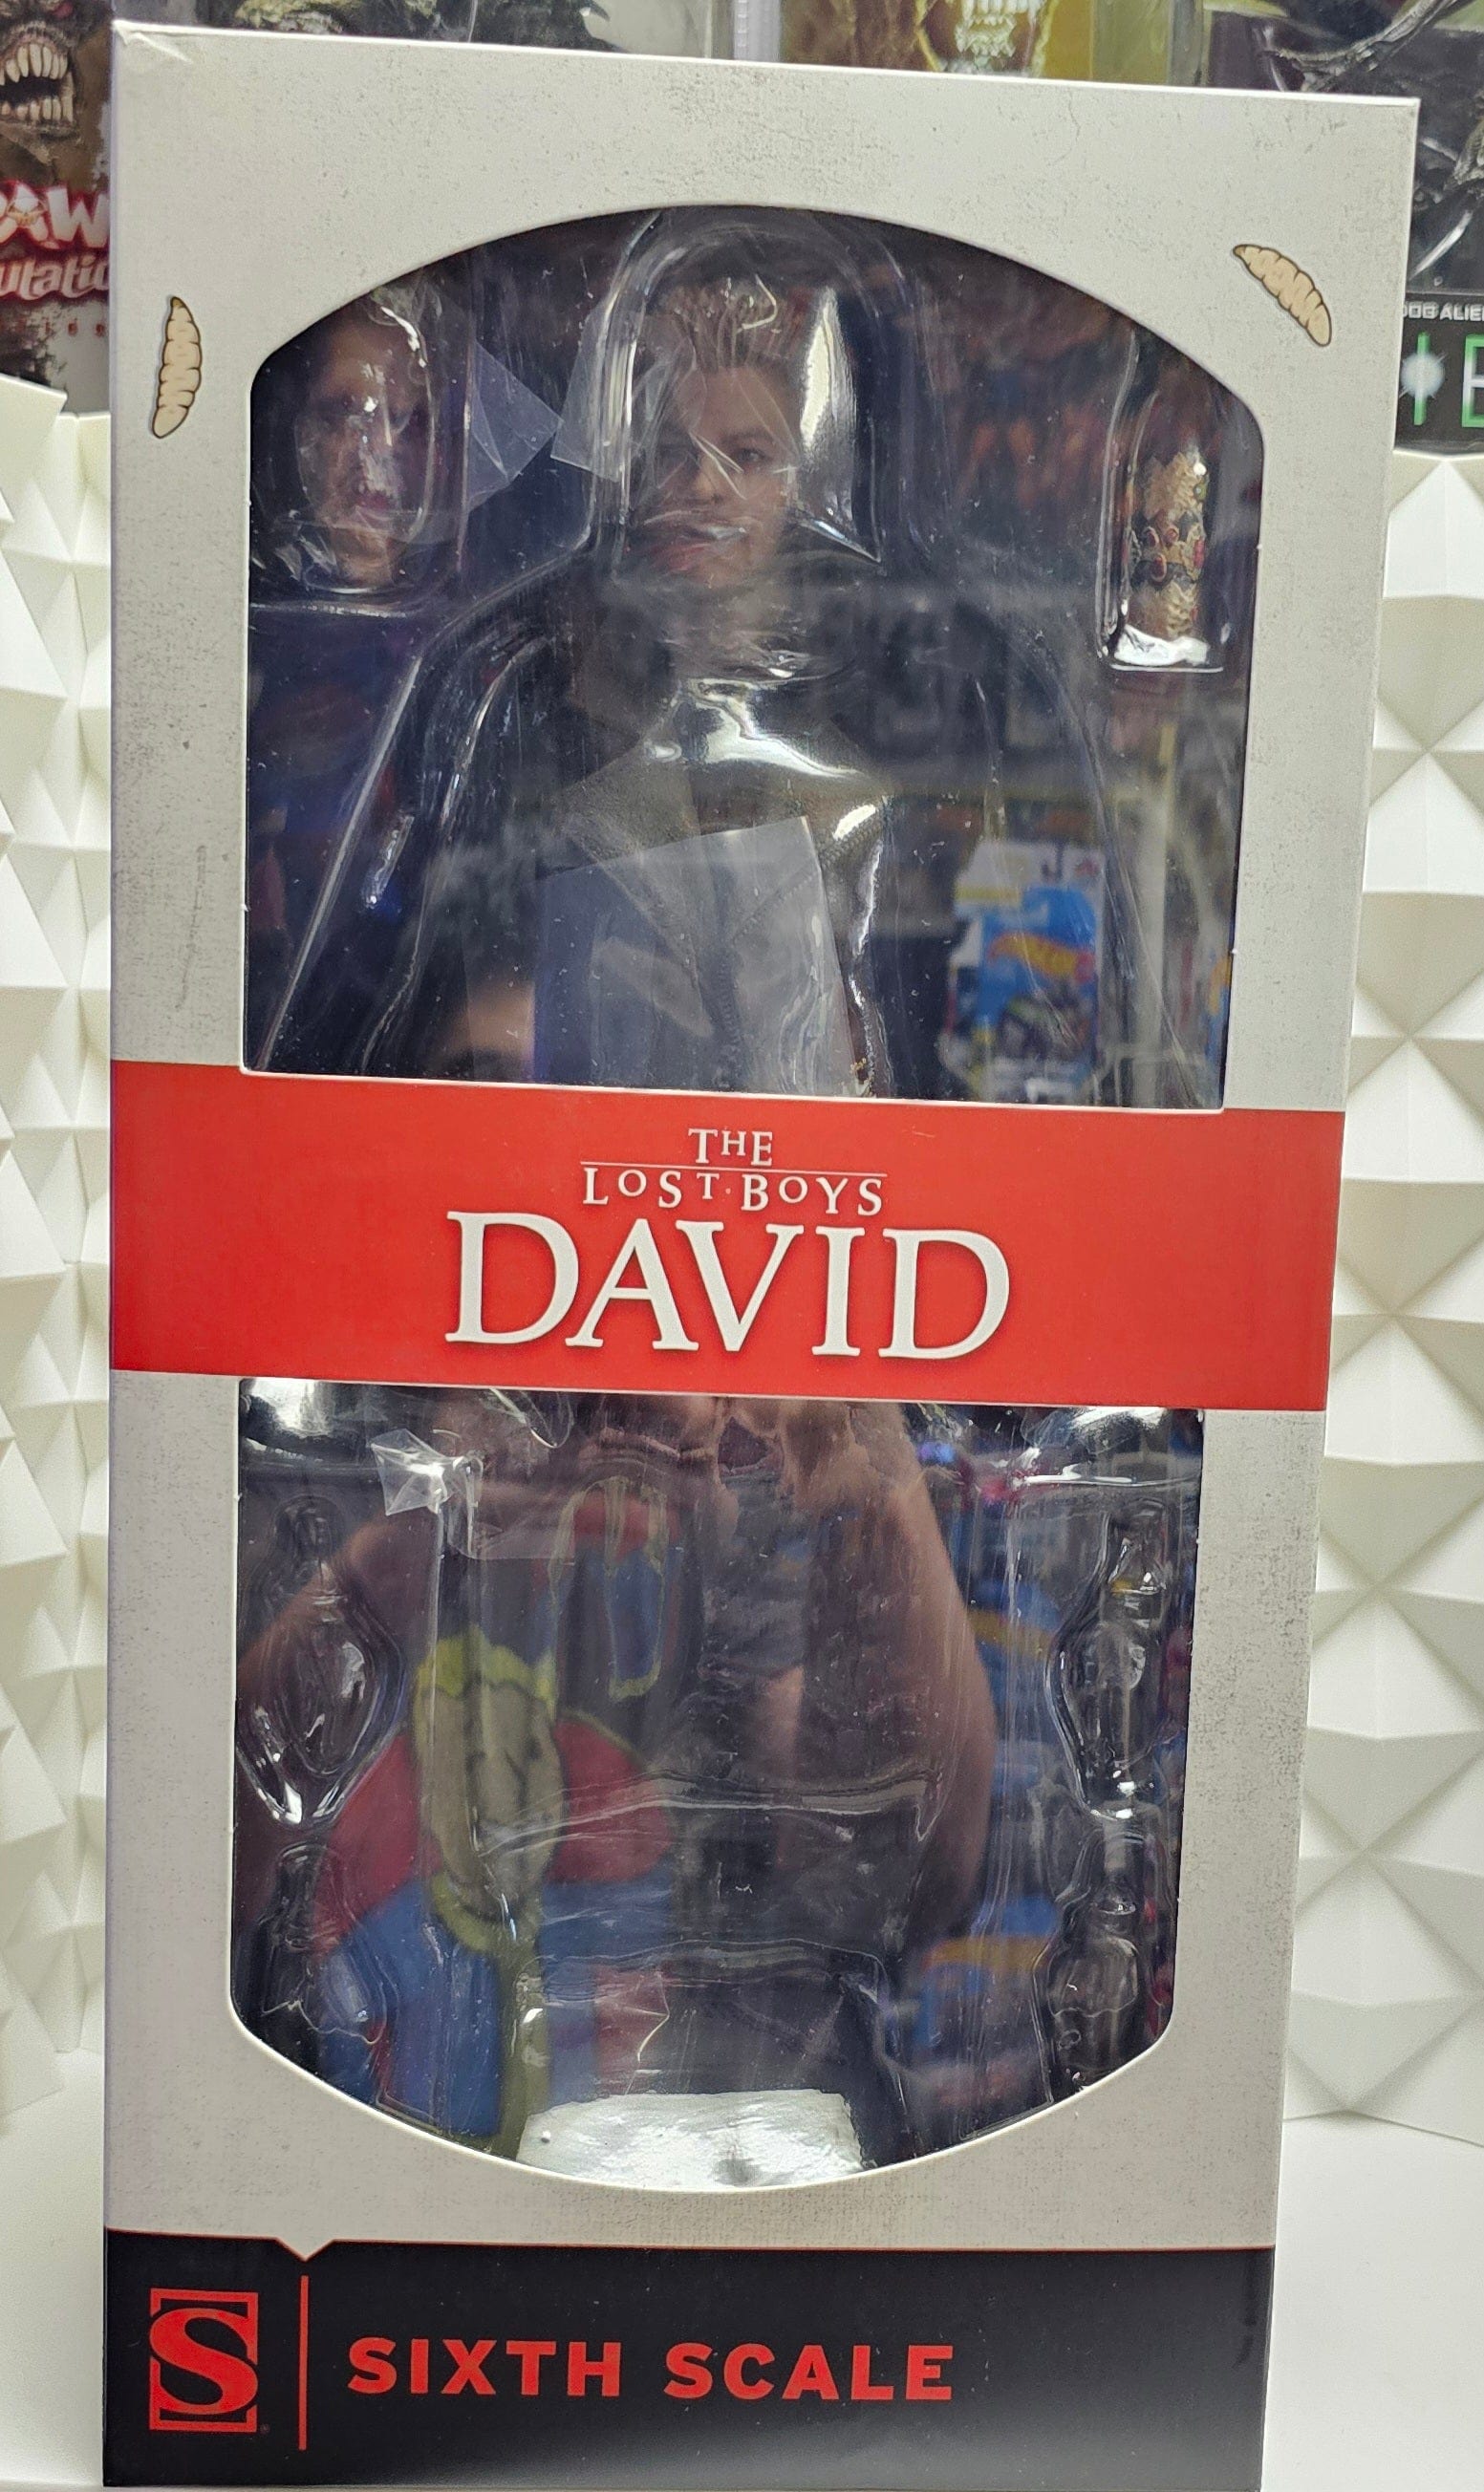 THE
LOST BOYS
DAVID
S
SIXTH SCALE